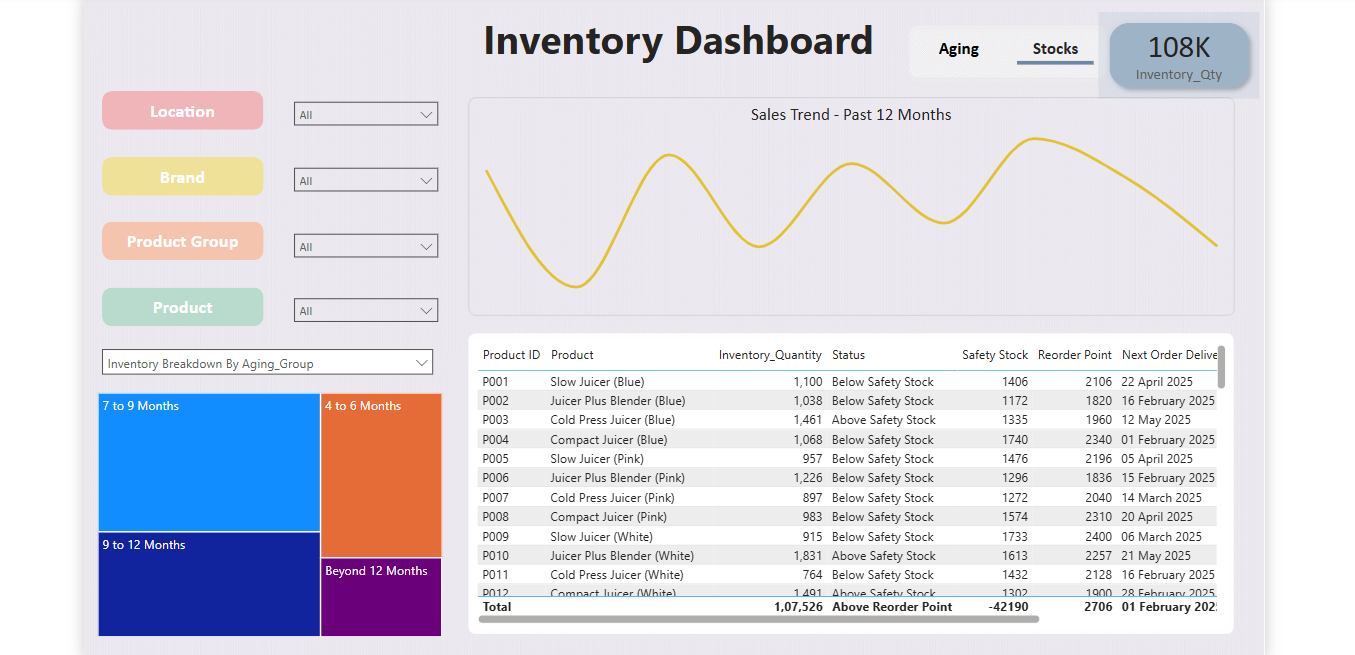 Inventory Dashboard
Aging
Stocks
108K
Inventory_Qty
Location
All
Brand
All
Product Group
All
Product
All
Inventory Breakdown By Aging_Group
7 to 9 Months
4 to 6 Months
9 to 12 Months
Beyond 12 Months
Sales Trend - Past 12 Months
Product ID Product Inventory_Quantity Status Safety Stock Reorder Point Next Order Delive
P001 Slow Juicer (Blue) 1,100 Below Safety Stock 1406 2106 22 April 2025
P002 Juicer Plus Blender (Blue) 1,038 Below Safety Stock 1172 1820 16 February 2025
P003 Cold Press Juicer (Blue) 1,461 Above Safety Stock 1335 1960 12 May 2025
P004 Compact Juicer (Blue) 1,068 Below Safety Stock 1740 2340 01 February 2025
P005 Slow Juicer (Pink) 957 Below Safety Stock 1476 2196 05 April 2025
P006 Juicer Plus Blender (Pink) 1,226 Below Safety Stock 1296 1836 15 February 2025
P007 Cold Press Juicer (Pink) 897 Below Safety Stock 1272 2040 14 March 2025
P008 Compact Juicer (Pink) 983 Below Safety Stock 1574 2310 20 April 2025
P009 Slow Juicer (White) 915 Below Safety Stock 1733 2400 06 March 2025
P010 Juicer Plus Blender (White) 1,831 Above Safety Stock 1613 2257 21 May 2025
P011 Cold Press Juicer (White) 764 Below Safety Stock 1432 2128 16 February 2025
P012 Compact Juicer (White) 1,491 Above Safety Stock 1302 1900 28 February 2025
Total 1,07,526 Above Reorder Point -42190 2706 01 February 202